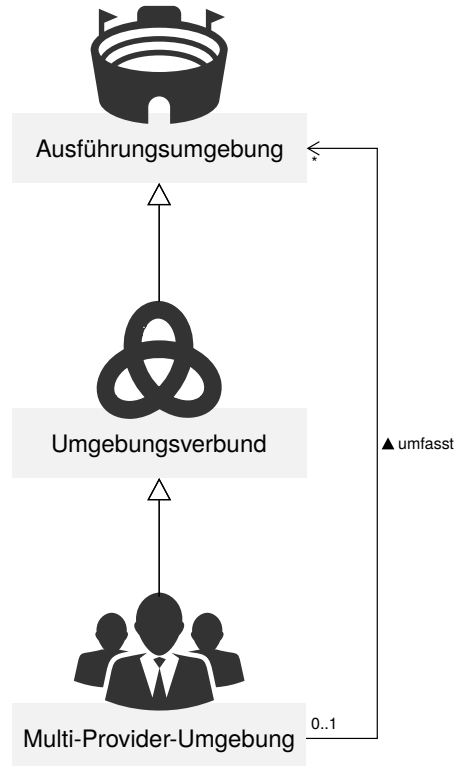 Ausführungsumgebung
*
Umgebungsverbund
▲ umfasst
0..1
Multi-Provider-Umgebung